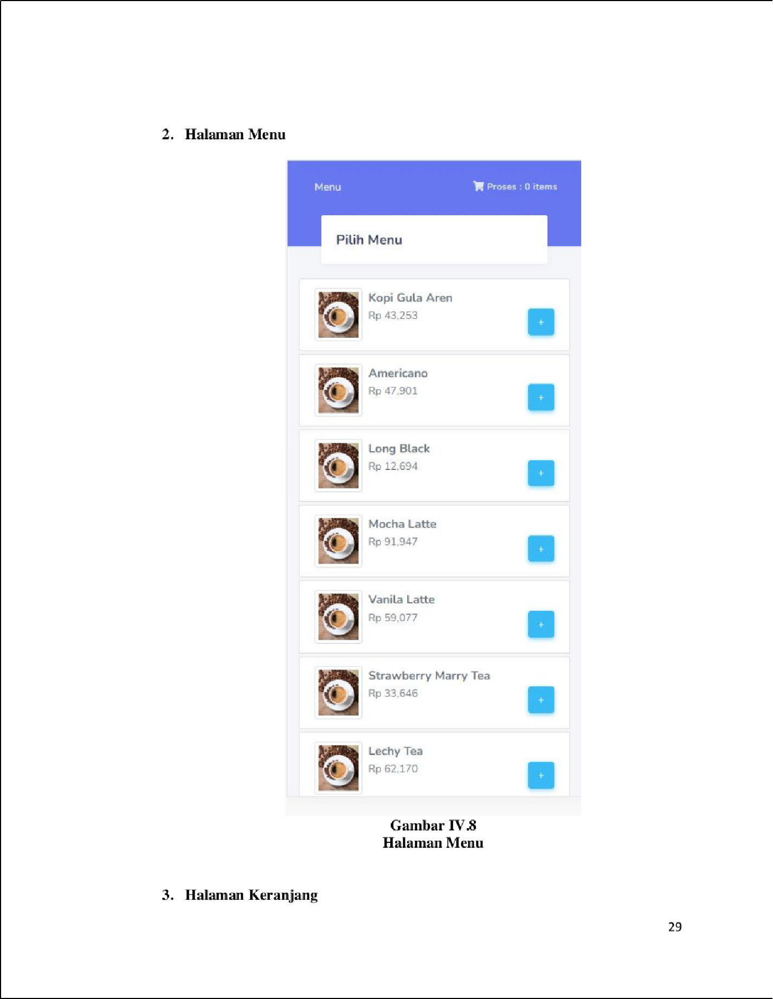 2. Halaman Menu
Menu
Proses : 0 items
Pilih Menu
Kopi Gula Aren
Rp 43,253
+
Americano
Rp 47,901
+
Long Black
Rp 12,694
+
Mocha Latte
Rp 91,947
+
Vanila Latte
Rp 59,077
+
Strawberry Marry Tea
Rp 33,646
+
Lechy Tea
Rp 62,170
+
Gambar IV.8
Halaman Menu
3. Halaman Keranjang
29